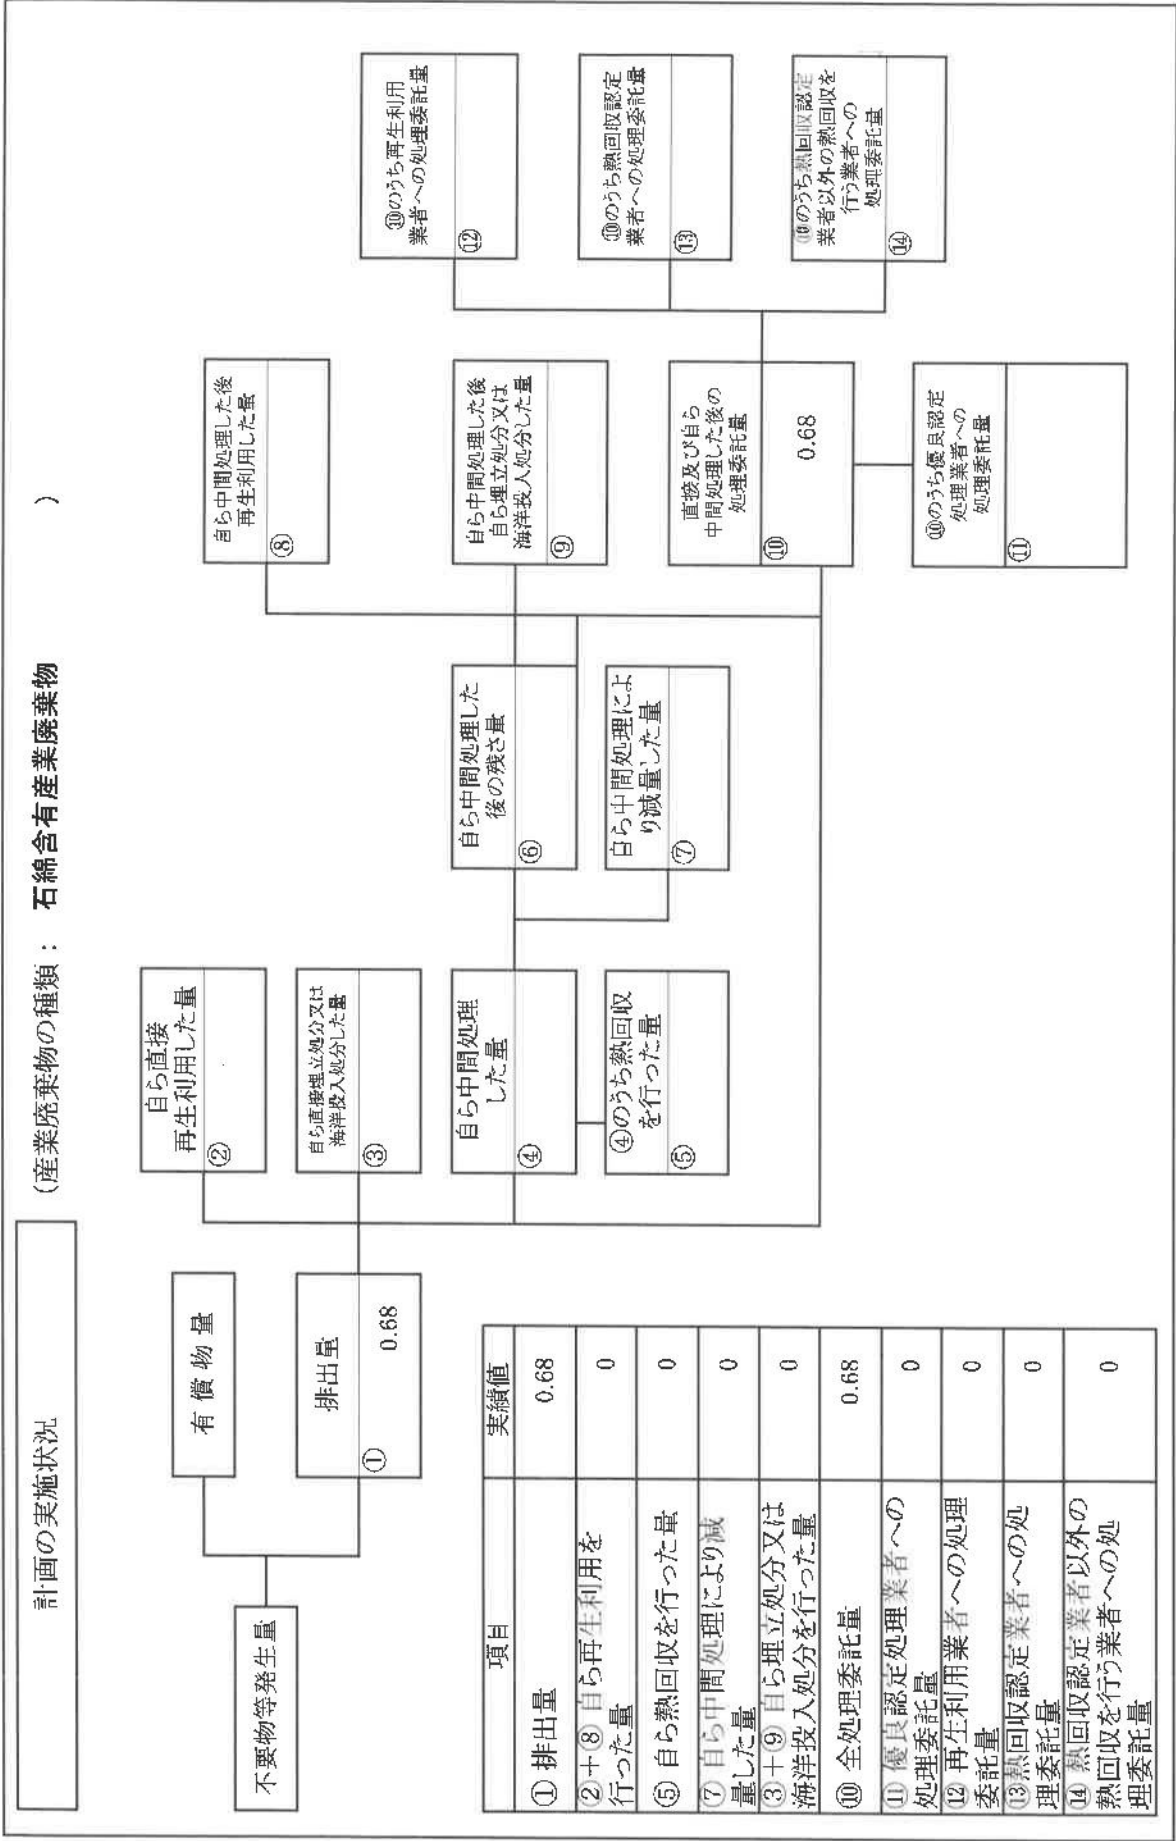 計画の実施状況
（産業廃棄物の種類： 石綿含有産業廃棄物 ）
不要物等発生量
有償物量
排出量
① 0.68
自ら直接
再生利用した量
②
自ら直接埋立処分又は
海洋投入処分した量
③
自ら中間処理
した量
④
④のうち熱回収
を行った量
⑤
自ら中間処理した
後の残さ量
⑥
自ら中間処理によ
り減量した量
⑦
自ら中間処理した後
再生利用した量
⑧
自ら中間処理した後
自ら埋立処分又は
海洋投入処分した量
⑨
直接及び自ら
中間処理した後の
処理委託量
⑩ 0.68
⑩のうち優良認定
処理業者への
処理委託量
⑪
⑩のうち再生利用
業者への処理委託量
⑫
⑩のうち熱回収認定
業者への処理委託量
⑬
⑩のうち熱回収認定
業者以外の熱回収を
行う業者への
処理委託量
⑭
項目 実績値
① 排出量 0.68
②＋⑧ 自ら再生利用を
行った量 0
⑤ 自ら熱回収を行った量 0
⑦ 自ら中間処理により減
量した量 0
③＋⑨ 自ら埋立処分又は
海洋投入処分を行った量 0
⑩ 全処理委託量 0.68
⑪ 優良認定処理業者への
処理委託量 0
⑫ 再生利用業者への処理
委託量 0
⑬熱回収認定業者への処
理委託量 0
⑭ 熱回収認定業者以外の
熱回収を行う業者への処
理委託量 0